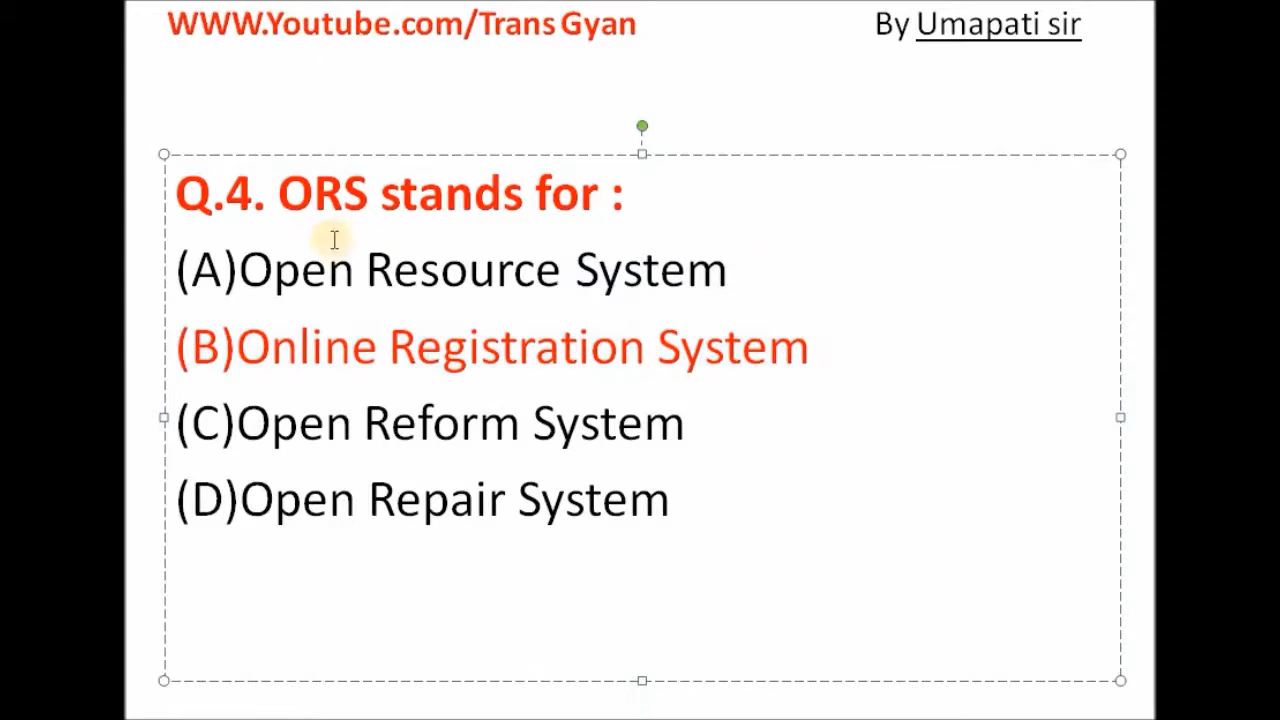 WWW.Youtube.com/Trans Gyan By Umapati sir
Q.4. ORS stands for :
(A)Open Resource System
(B)Online Registration System
(C)Open Reform System
(D)Open Repair System